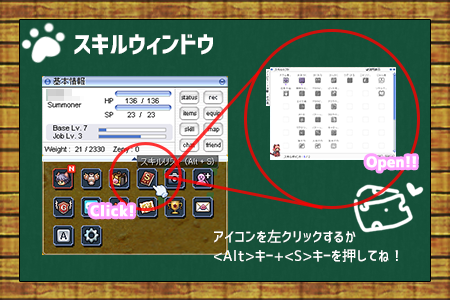 スキルウィンドウ
基本情報
Summoner
HP 136 / 136
SP 23 / 23
status
rec
items
equip
skill
map
chat
friend
Base Lv. 7
Job Lv. 3
Weight : 21 / 2330 Zeny : 0
スキルリスト (Alt + S)
N
A
Click!
Open!!
アイコンを左クリックするか
<Alt>キー+<S>キーを押してね！